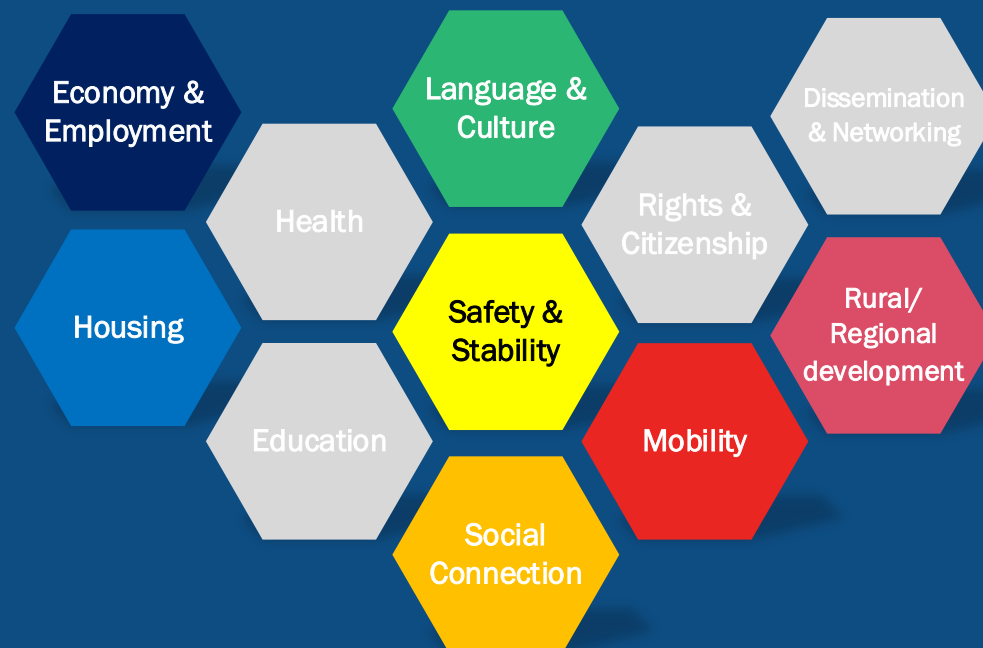 Economy &
Employment
Language &
Culture
Dissemination
& Networking
Health
Rights &
Citizenship
Housing
Safety &
Stability
Rural/
Regional
development
Education
Mobility
Social
Connection